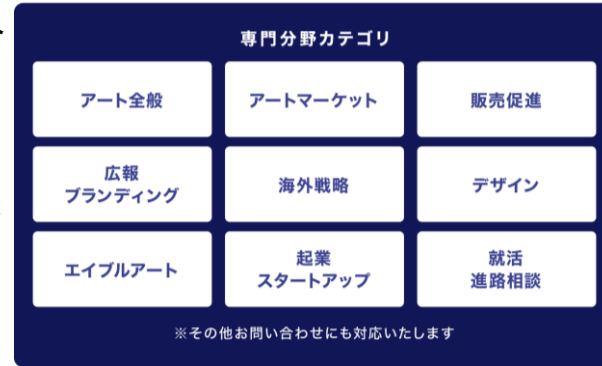 専門分野カテゴリ
アート全般
アートマーケット
販売促進
広報
ブランディング
海外戦略
デザイン
エイブルアート
起業
スタートアップ
就活
進路相談
※その他お問い合わせにも対応いたします